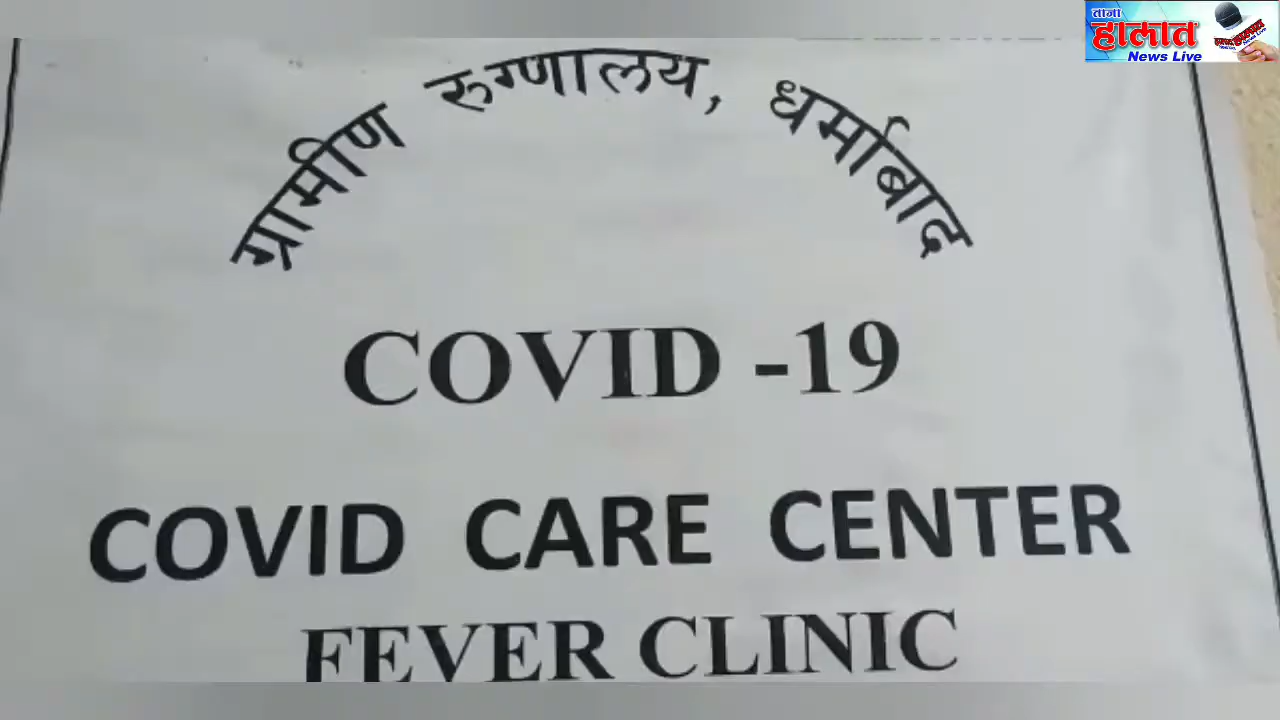 ग्रामीण रुग्णालय, धर्माबाद
COVID -19
COVID CARE CENTER
FEVER CLINIC
ताजा
हालात
News Live